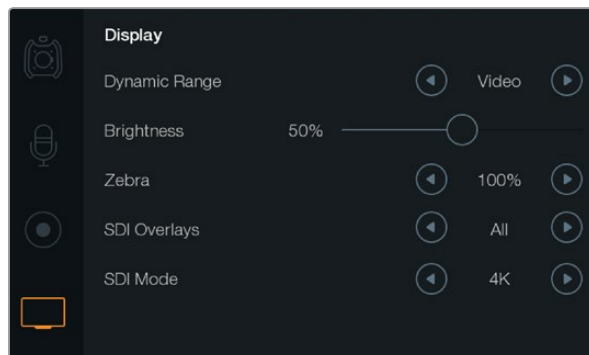 Display
Dynamic Range Video
Brightness 50%
Zebra 100%
SDI Overlays All
SDI Mode 4K